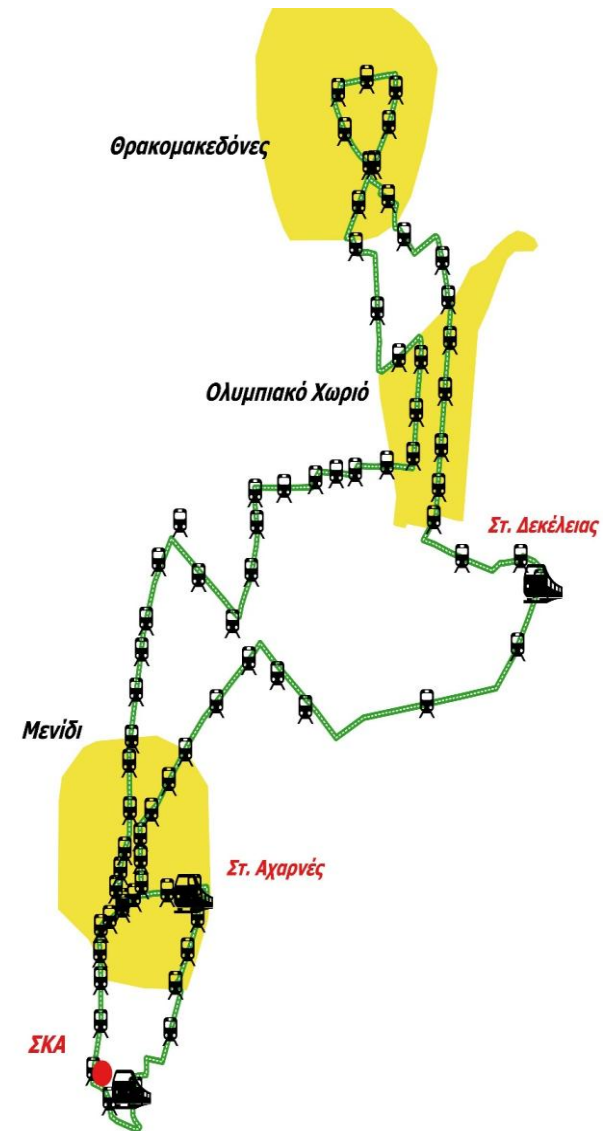 Θρακομακεδόνες
Ολυμπιακό Χωριό
Στ. Δεκέλειας
Μενίδι
Στ. Αχαρνές
ΣΚΑ